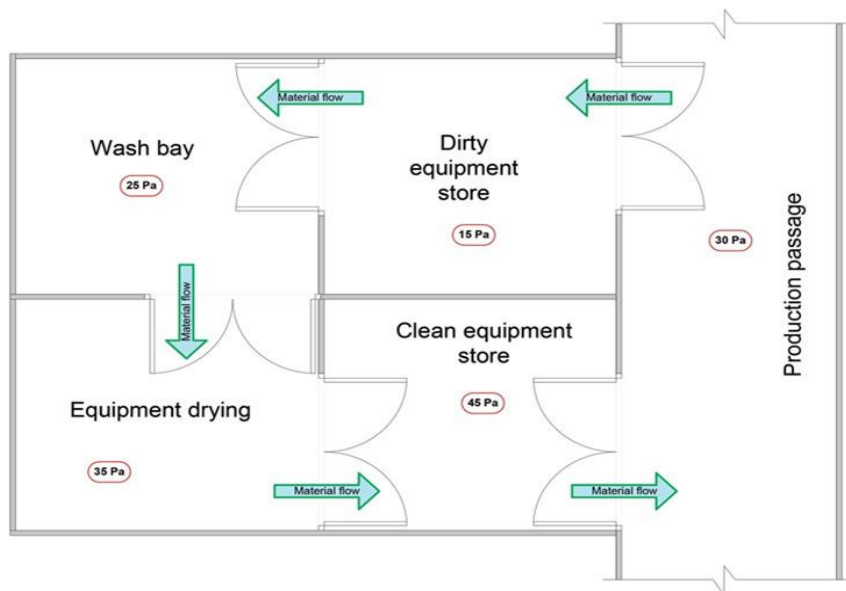 Material flow
Material flow
Wash bay
25 Pa
Dirty
equipment
store
15 Pa
30 Pa
Production passage
Material flow
Clean equipment
store
45 Pa
Equipment drying
35 Pa
Material flow
Material flow